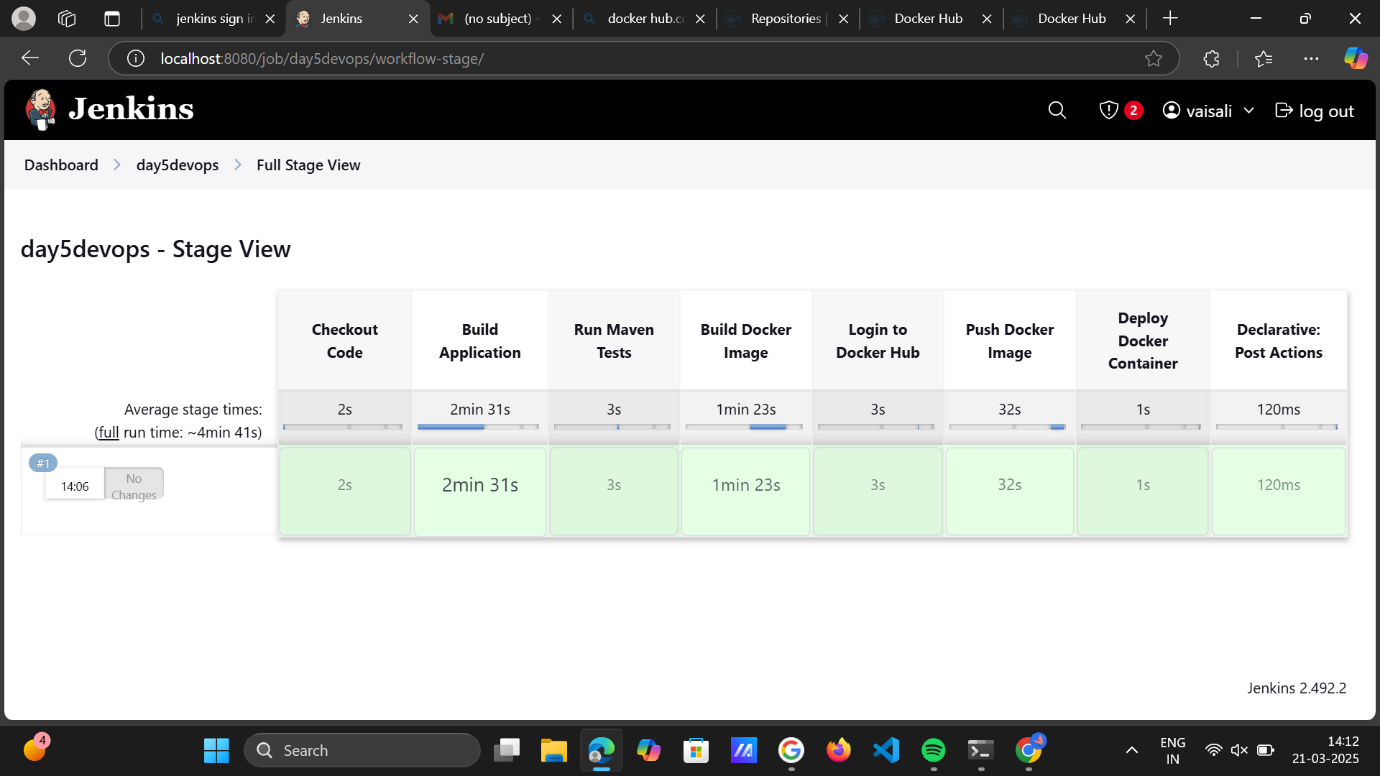 jenkins sign in
Jenkins
(no subject) -
docker hub.co
Repositories |
Docker Hub
Docker Hub
localhost:8080/job/day5devops/workflow-stage/
Jenkins
2
vaisali
log out
Dashboard
day5devops
Full Stage View
day5devops - Stage View
Checkout
Code
Build
Application
Run Maven
Tests
Build Docker
Image
Login to
Docker Hub
Push Docker
Image
Deploy
Docker
Container
Declarative:
Post Actions
Average stage times:
(full run time: ~4min 41s)
2s
2min 31s
3s
1min 23s
3s
32s
1s
120ms
#1
14:06
No
Changes
2s
2min 31s
3s
1min 23s
3s
32s
1s
120ms
Jenkins 2.492.2
4
Search
4
ENG
IN
14:12
21-03-2025